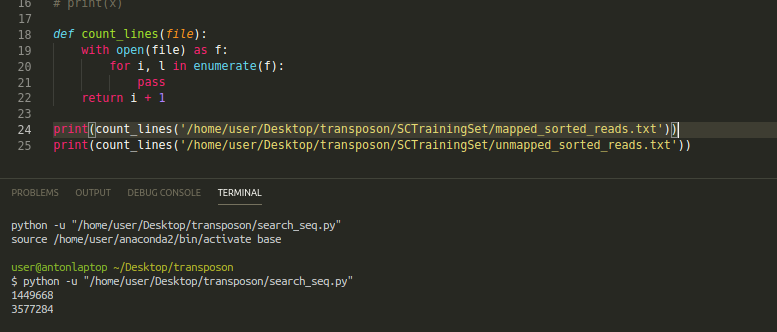 16 # print(x)
17
18 def count_lines(file):
19 with open(file) as f:
20 for i, l in enumerate(f):
21 pass
22 return i + 1
23
24 print(count_lines('/home/user/Desktop/transposon/SCTrainingSet/mapped_sorted_reads.txt'))
25 print(count_lines('/home/user/Desktop/transposon/SCTrainingSet/unmapped_sorted_reads.txt'))
PROBLEMS OUTPUT DEBUG CONSOLE TERMINAL
python -u "/home/user/Desktop/transposon/search_seq.py"
source /home/user/anaconda2/bin/activate base
user@antonlaptop ~/Desktop/transposon
$ python -u "/home/user/Desktop/transposon/search_seq.py"
1449668
3577284